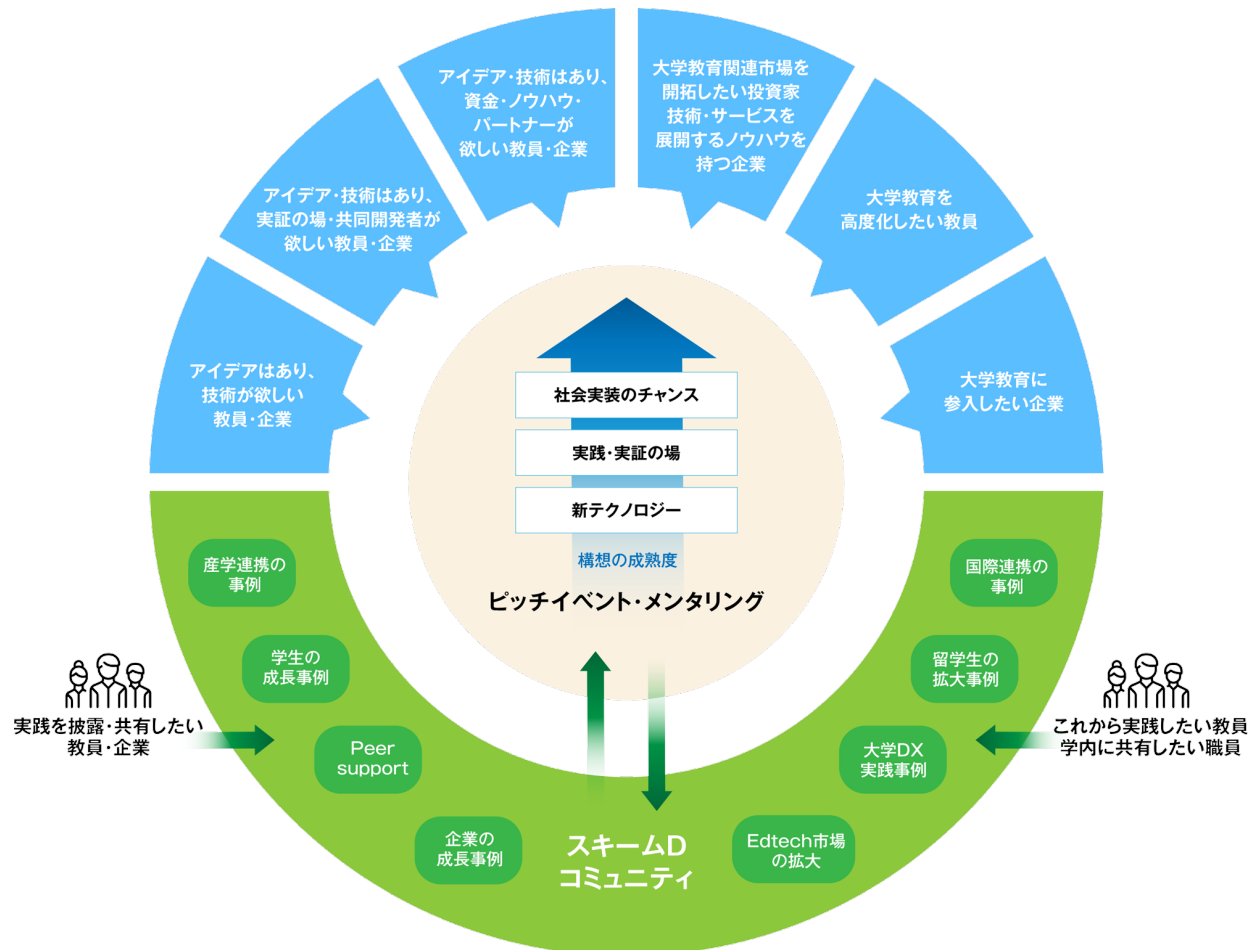 アイデア・技術はあり、
資金・ノウハウ・
パートナーが
欲しい教員・企業
大学教育関連市場を
開拓したい投資家
技術・サービスを
展開するノウハウを
持つ企業
アイデア・技術はあり、
実証の場・共同開発者が
欲しい教員・企業
大学教育を
高度化したい教員
アイデアはあり、
技術が欲しい
教員・企業
大学教育に
参入したい企業
社会実装のチャンス
実践・実証の場
新テクノロジー
構想の成熟度
ピッチイベント・メンタリング
産学連携の
事例
国際連携の
事例
学生の
成長事例
留学生の
拡大事例
実践を披露・共有したい
教員・企業
これから実践したい教員
学内に共有したい職員
Peer
support
大学DX
実践事例
企業の
成長事例
スキームD
コミュニティ
Edtech市場
の拡大